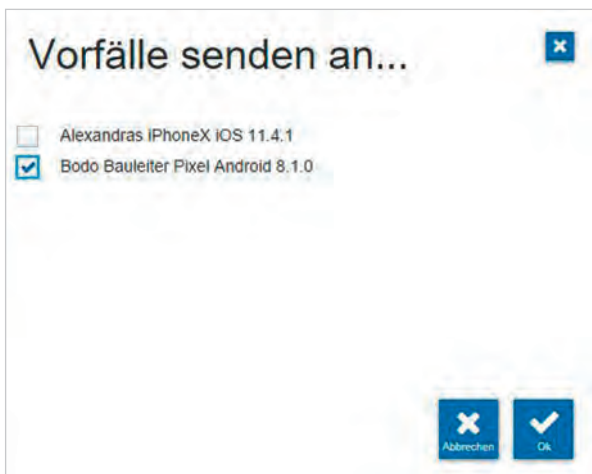 Vorfälle senden an...
Alexandras iPhoneX iOS 11.4.1
Bodo Bauleiter Pixel Android 8.1.0
Abbrechen
Ok